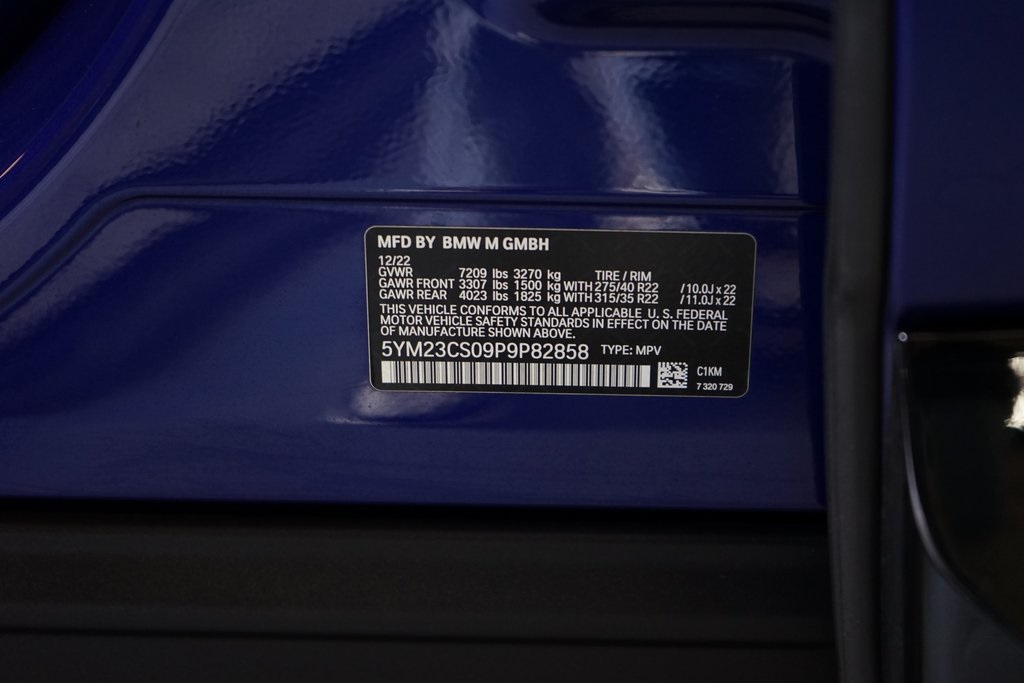 MFD BY BMW M GMBH
12/22
GVWR 7209 lbs 3270 kg TIRE / RIM
GAWR FRONT 3307 lbs 1500 kg WITH 275/40 R22 /10.0J x 22
GAWR REAR 4023 lbs 1825 kg WITH 315/35 R22 /11.0J x 22
THIS VEHICLE CONFORMS TO ALL APPLICABLE U. S. FEDERAL
MOTOR VEHICLE SAFETY STANDARDS IN EFFECT ON THE DATE
OF MANUFACTURE SHOWN ABOVE.
5YM23CS09P9P82858 TYPE: MPV
C1KM
7 320 729